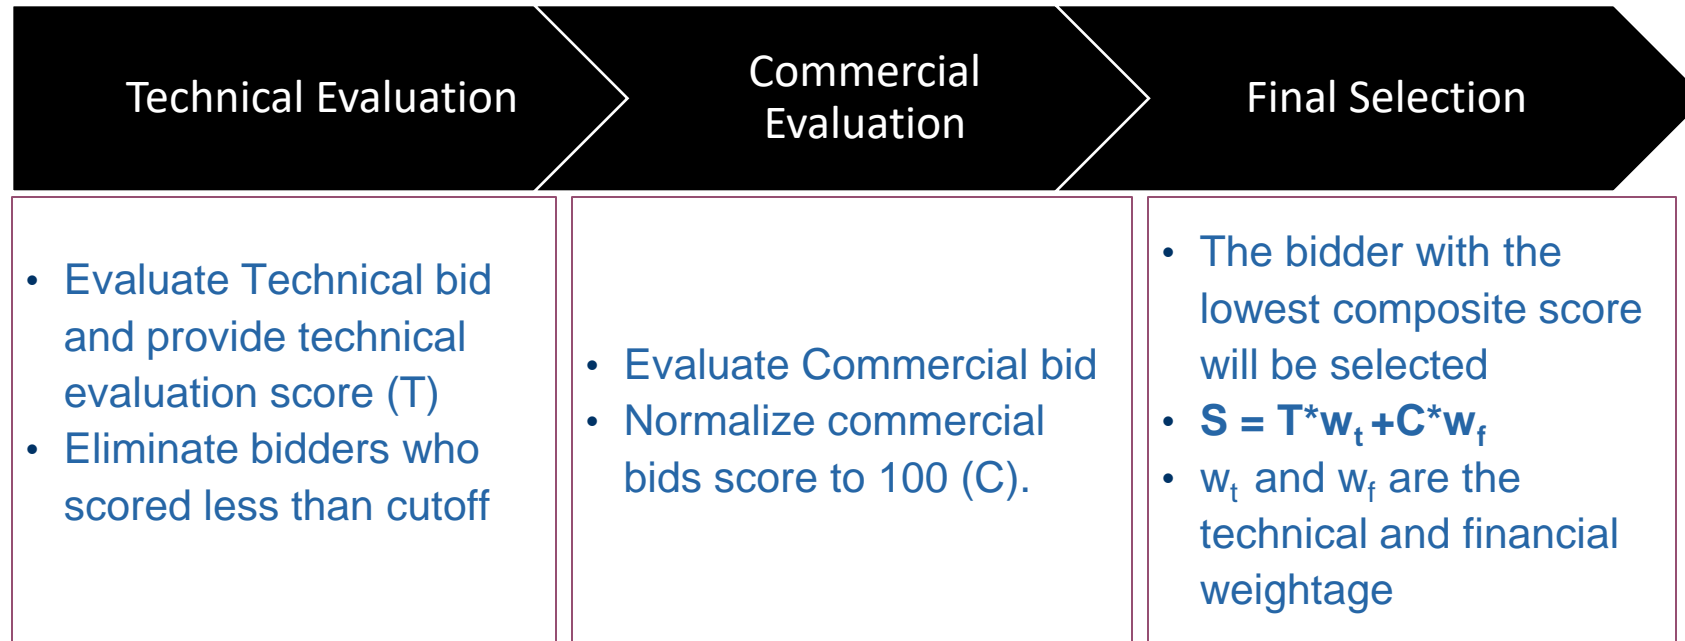 Technical Evaluation
Commercial
Evaluation
Final Selection
• Evaluate Technical bid
and provide technical
evaluation score (T)
• Eliminate bidders who
scored less than cutoff
• Evaluate Commercial bid
• Normalize commercial
bids score to 100 (C).
• The bidder with the
lowest composite score
will be selected
• S = T*wt +C*wf
• wt and wf are the
technical and financial
weightage